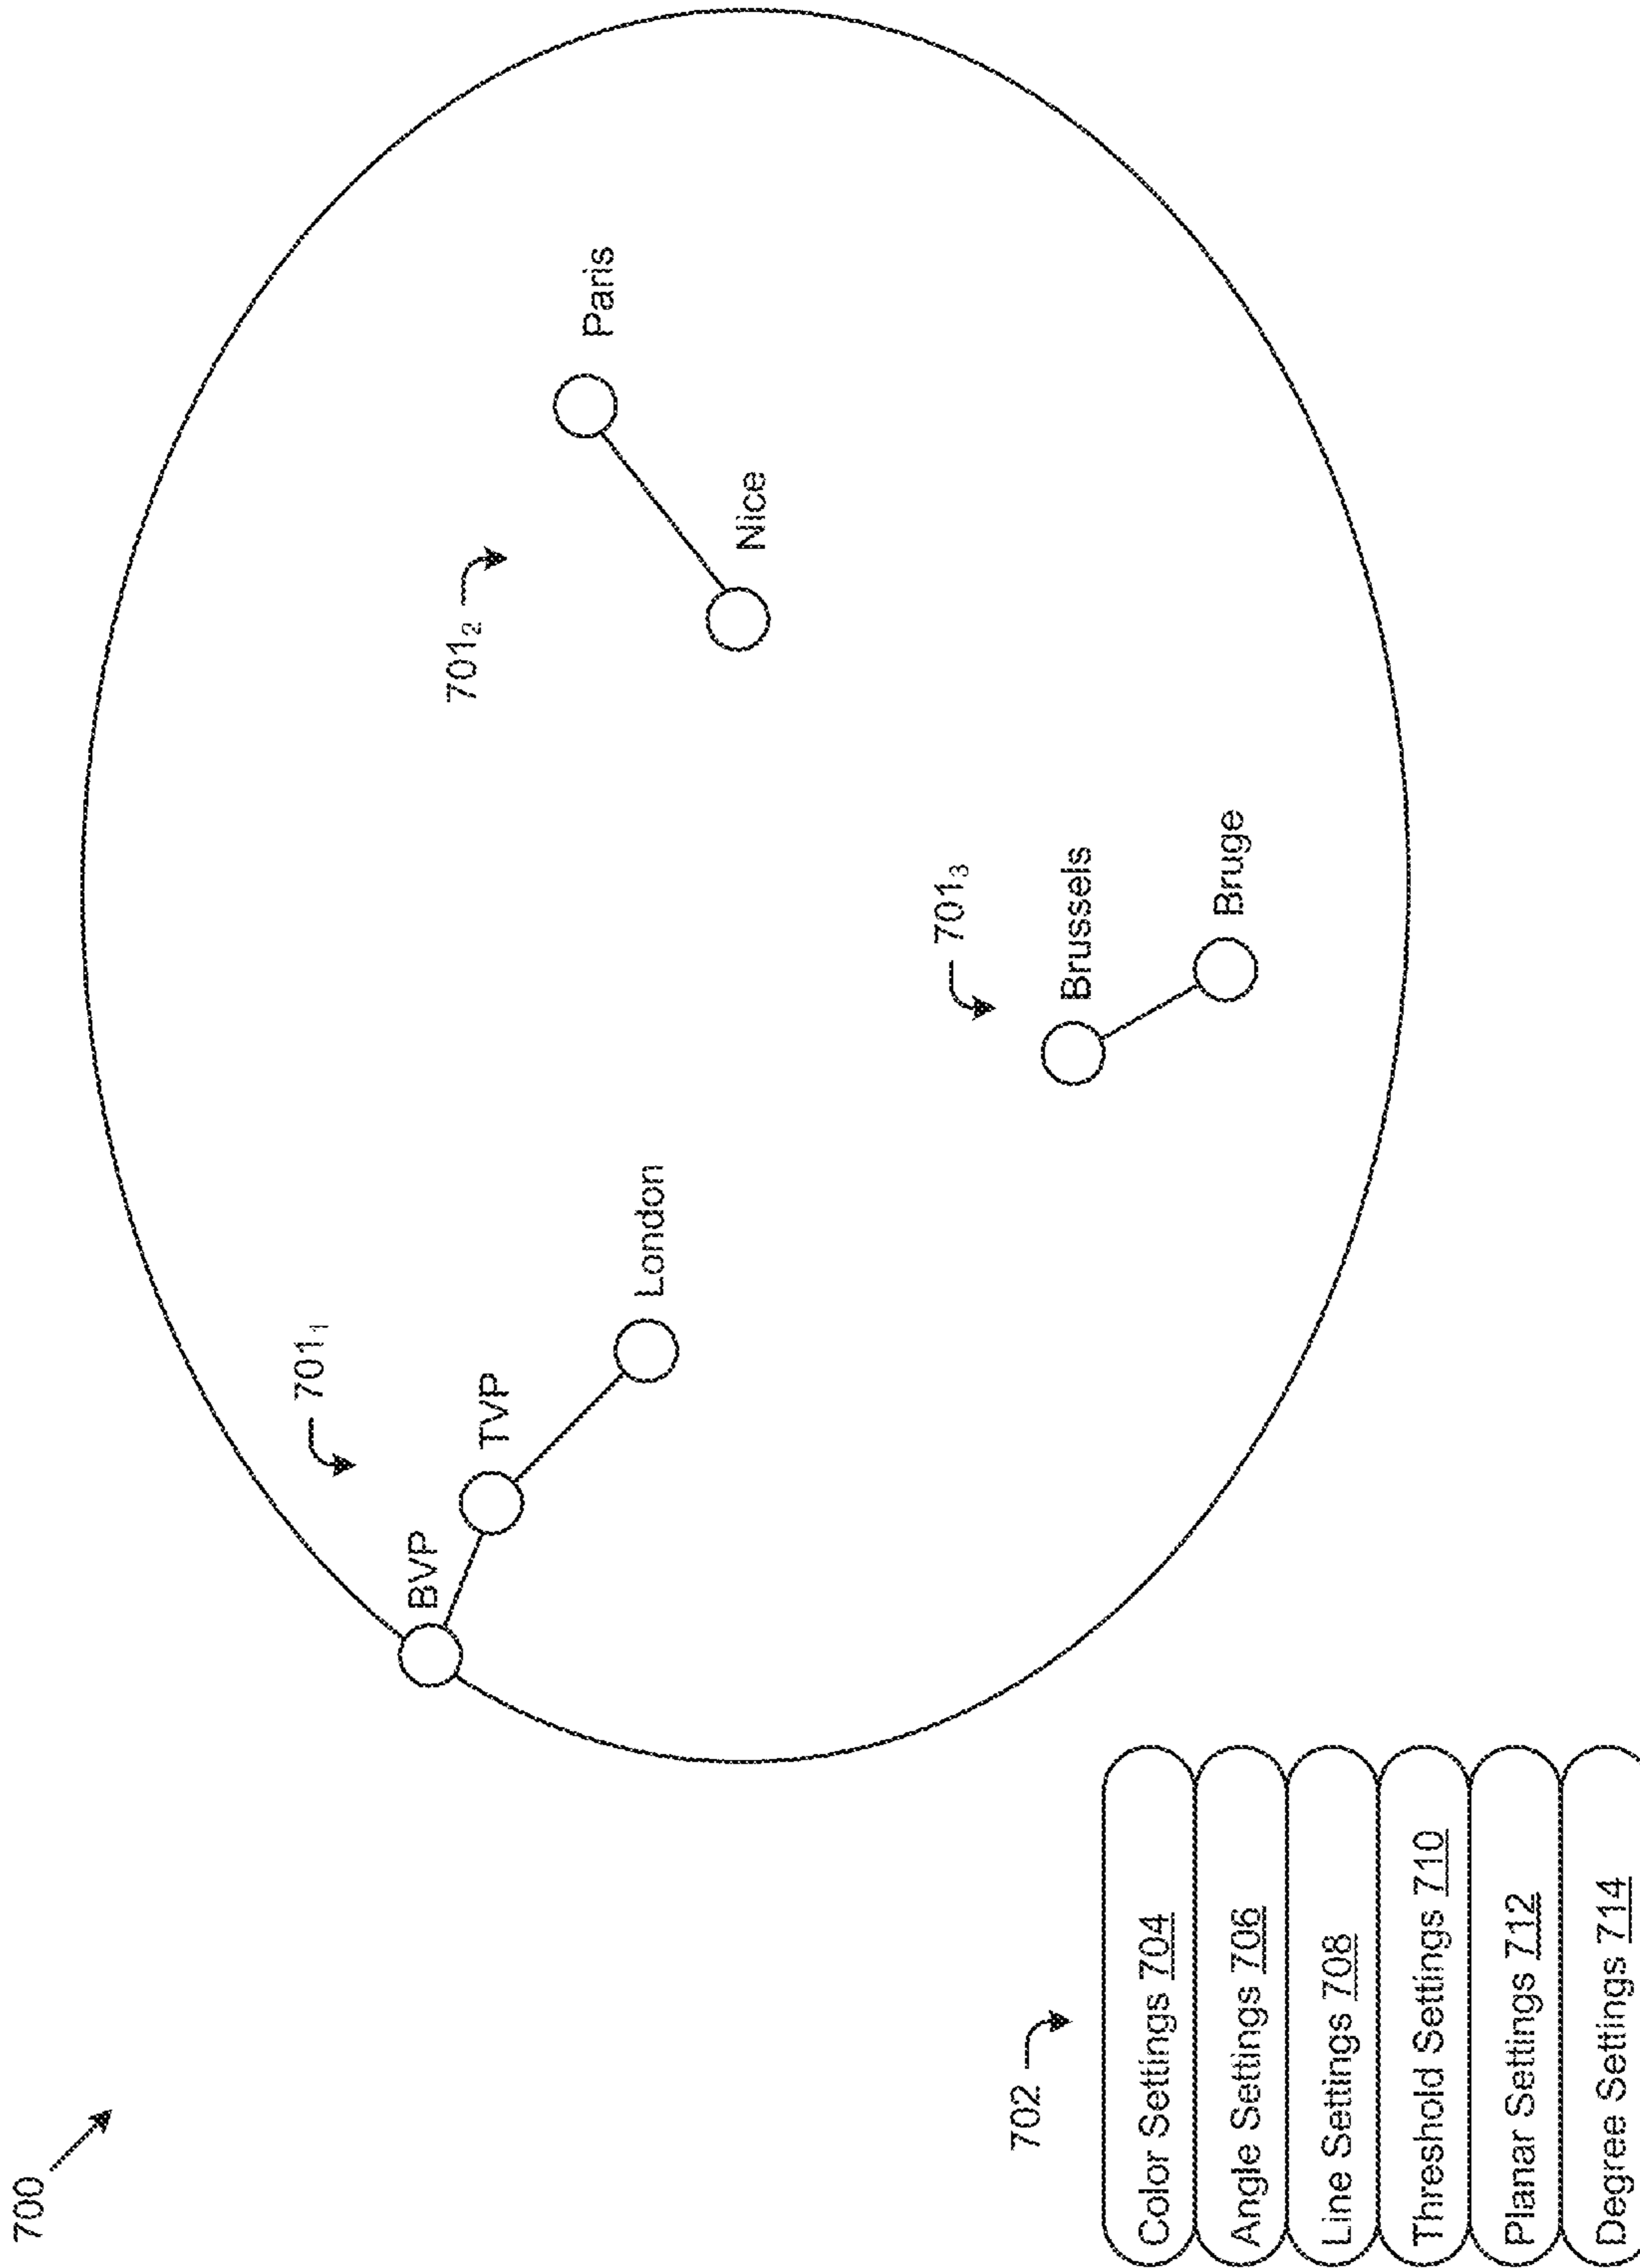 700
BVP
701₁
TVP
London
701₂
Paris
Nice
701₃
Brussels
Bruge
702
Color Settings 704
Angle Settings 706
Line Settings 708
Threshold Settings 710
Planar Settings 712
Degree Settings 714